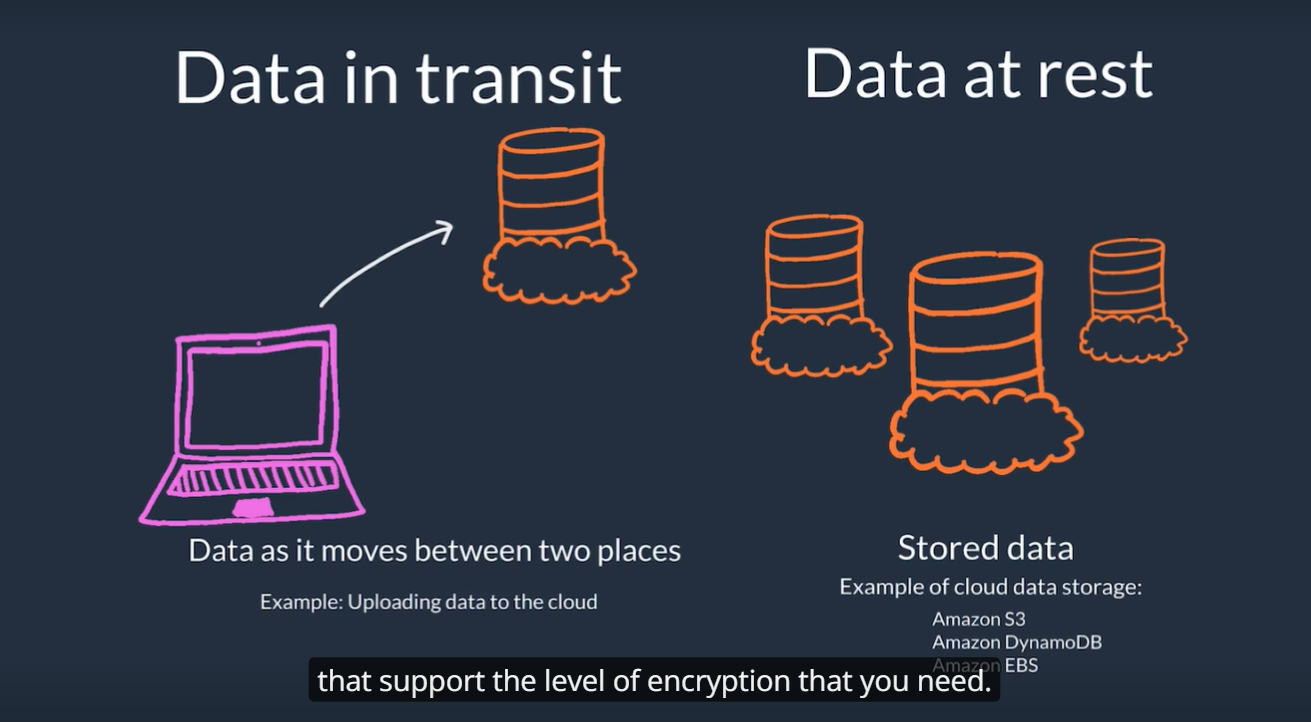 Data in transit
Data as it moves between two places
Example: Uploading data to the cloud
Data at rest
Stored data
Example of cloud data storage:
Amazon S3
Amazon DynamoDB
Amazon EBS
that support the level of encryption that you need.